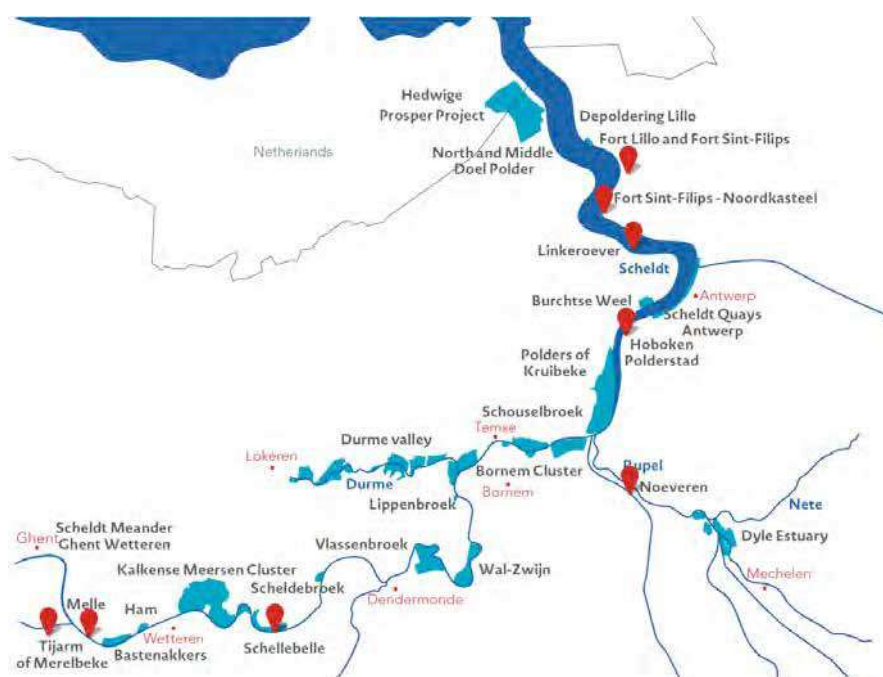 Hedwige
Prosper Project
Depoldering Lillo
Fort Lillo and Fort Sint-Filips
Netherlands
North and Middle
Doel Polder
Fort Sint-Filips - Noordkasteel
Linkeroever
Scheldt
Burchtse Weel
Antwerp
Scheldt Quays
Antwerp
Hoboken
Polderstad
Polders of
Kruibeke
Schouselbroek
Temse
Durme valley
Lokeren
Durme
Bornem Cluster
Bornem
Lippenbroek
Rupel
Noeveren
Nete
Dyle Estuary
Mechelen
Scheldt Meander
Ghent Wetteren
Ghent
Vlassenbroek
Wal-Zwijn
Kalkense Meersen Cluster
Scheldebroek
Dendermonde
Melle
Ham
Wetteren
Tijarm
of Merelbeke
Bastenakkers
Schellebelle